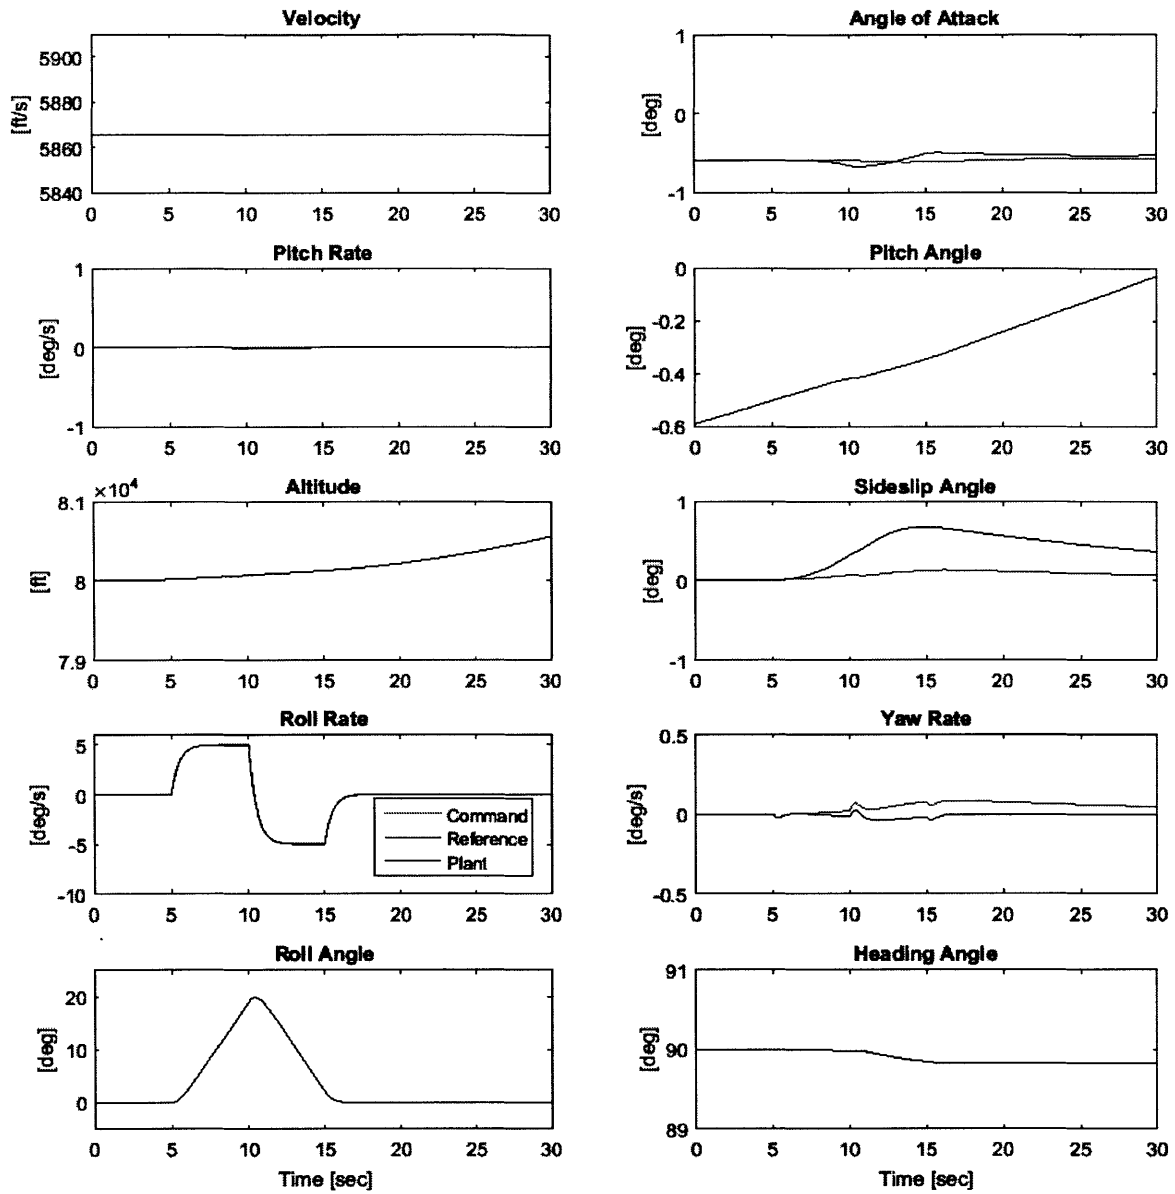 Velocity
[ft/s]
5900
5880
5860
5840
0 5 10 15 20 25 30
Angle of Attack
[deg]
1
0
-1
0 5 10 15 20 25 30
Pitch Rate
[deg/s]
1
0
-1
0 5 10 15 20 25 30
Pitch Angle
[deg]
0
-0.2
-0.4
-0.6
0 5 10 15 20 25 30
Altitude
×10⁴
[ft]
8.1
8
7.9
0 5 10 15 20 25 30
Sideslip Angle
[deg]
1
0
-1
0 5 10 15 20 25 30
Roll Rate
[deg/s]
5
0
-5
-10
Command
Reference
Plant
0 5 10 15 20 25 30
Yaw Rate
[deg/s]
0.5
0
-0.5
0 5 10 15 20 25 30
Roll Angle
[deg]
20
10
0
0 5 10 15 20 25 30
Time [sec]
Heading Angle
[deg]
91
90
89
0 5 10 15 20 25 30
Time [sec]